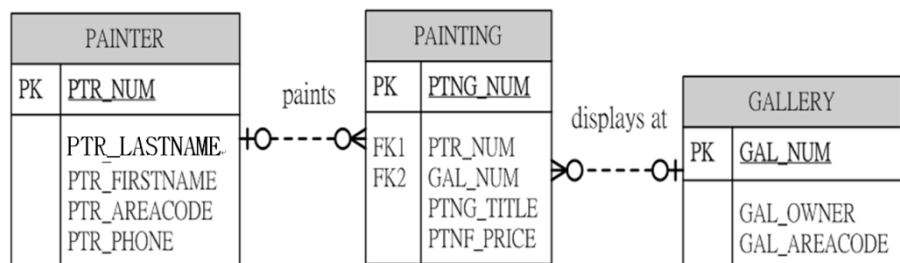 PAINTER
PK PTR_NUM
PTR_LASTNAME
PTR_FIRSTNAME
PTR_AREACODE
PTR_PHONE
paints
PAINTING
PK PTNG_NUM
FK1 PTR_NUM
FK2 GAL_NUM
PTNG_TITLE
PTNF_PRICE
displays at
GALLERY
PK GAL_NUM
GAL_OWNER
GAL_AREACODE